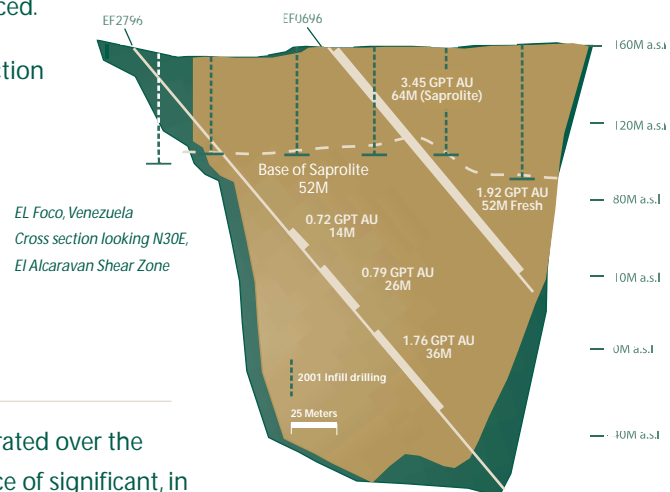 ced.
ction
EF2796
EF0696
160M a.s.l
3.45 GPT AU
64M (Saprolite)
120M a.s.l
Base of Saprolite
52M
1.92 GPT AU
52M Fresh
80M a.s.l
EL Foco, Venezuela
Cross section looking N30E,
El Alcaravan Shear Zone
0.72 GPT AU
14M
0.79 GPT AU
26M
1.76 GPT AU
36M
0M a.s.l
2001 Infill drilling
25 Meters
rated over the
ce of significant, in